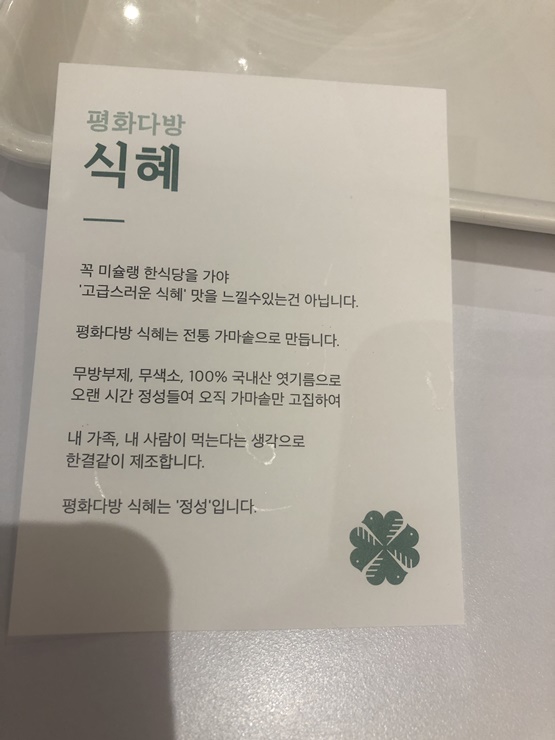 평화다방
식혜
꼭 미슐랭 한식당을 가야
'고급스러운 식혜' 맛을 느낄수있는건 아닙니다.
평화다방 식혜는 전통 가마솥으로 만듭니다.
무방부제, 무색소, 100% 국내산 엿기름으로
오랜 시간 정성들여 오직 가마솥만 고집하여
내 가족, 내 사람이 먹는다는 생각으로
한결같이 제조합니다.
평화다방 식혜는 '정성'입니다.